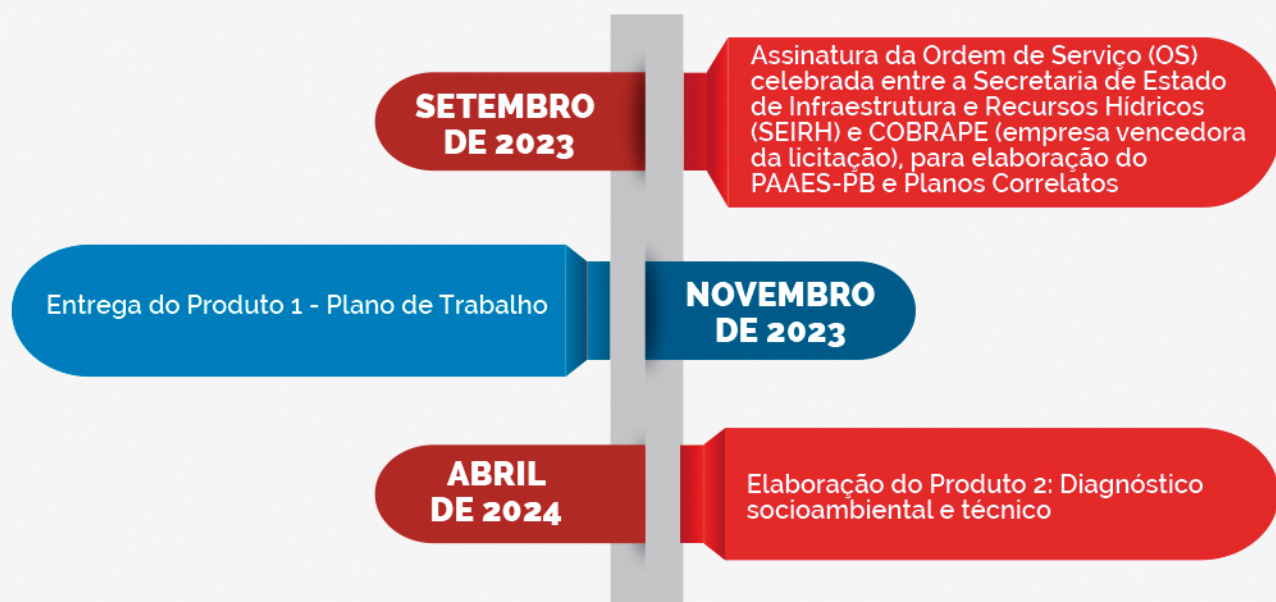 SETEMBRO
DE 2023
Assinatura da Ordem de Serviço (OS)
celebrada entre a Secretaria de Estado
de Infraestrutura e Recursos Hídricos
(SEIRH) e COBRAPE (empresa vencedora
da licitação), para elaboração do
PAAES-PB e Planos Correlatos
Entrega do Produto 1 - Plano de Trabalho
NOVEMBRO
DE 2023
ABRIL
DE 2024
Elaboração do Produto 2: Diagnóstico
socioambiental e técnico